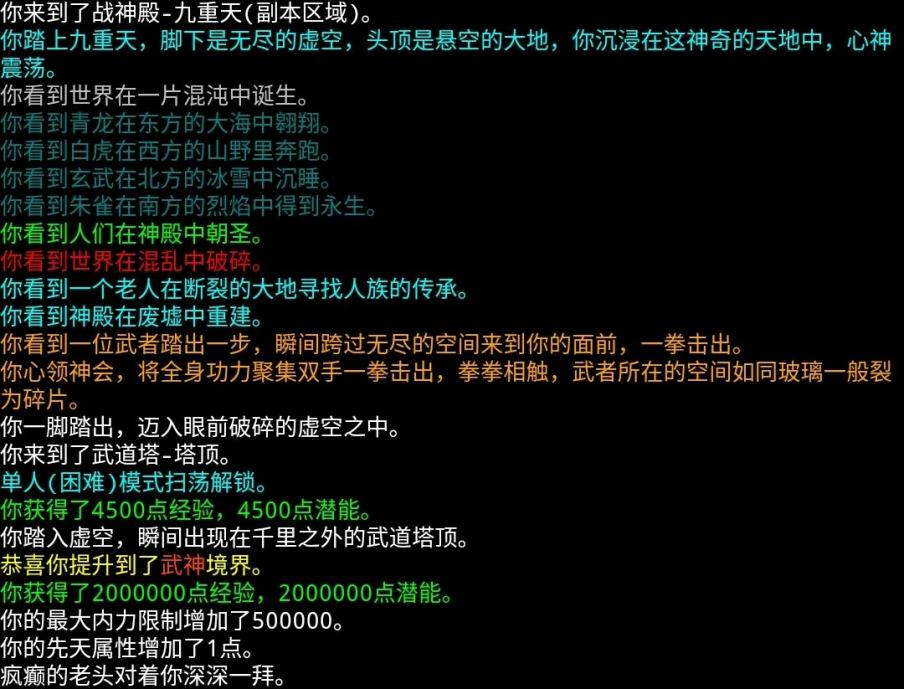 你来到了战神殿-九重天(副本区域)。
你踏上九重天，脚下是无尽的虚空，头顶是悬空的大地，你沉浸在这神奇的天地中，心神
震荡。
你看到世界在一片混沌中诞生。
你看到青龙在东方的大海中翱翔。
你看到白虎在西方的山野里奔跑。
你看到玄武在北方的冰雪中沉睡。
你看到朱雀在南方的烈焰中得到永生。
你看到人们在神殿中朝圣。
你看到世界在混乱中破碎。
你看到一个老人在断裂的大地寻找人族的传承。
你看到神殿在废墟中重建。
你看到一位武者踏出一步，瞬间跨过无尽的空间来到你的面前，一拳击出。
你心领神会，将全身功力聚集双手一拳击出，拳拳相触，武者所在的空间如同玻璃一般裂
为碎片。
你一脚踏出，迈入眼前破碎的虚空之中。
你来到了武道塔-塔顶。
单人(困难)模式扫荡解锁。
你获得了4500点经验，4500点潜能。
你踏入虚空，瞬间出现在千里之外的武道塔顶。
恭喜你提升到了武神境界。
你获得了2000000点经验，2000000点潜能。
你的最大内力限制增加了500000。
你的先天属性增加了1点。
疯癫的老头对着你深深一拜。